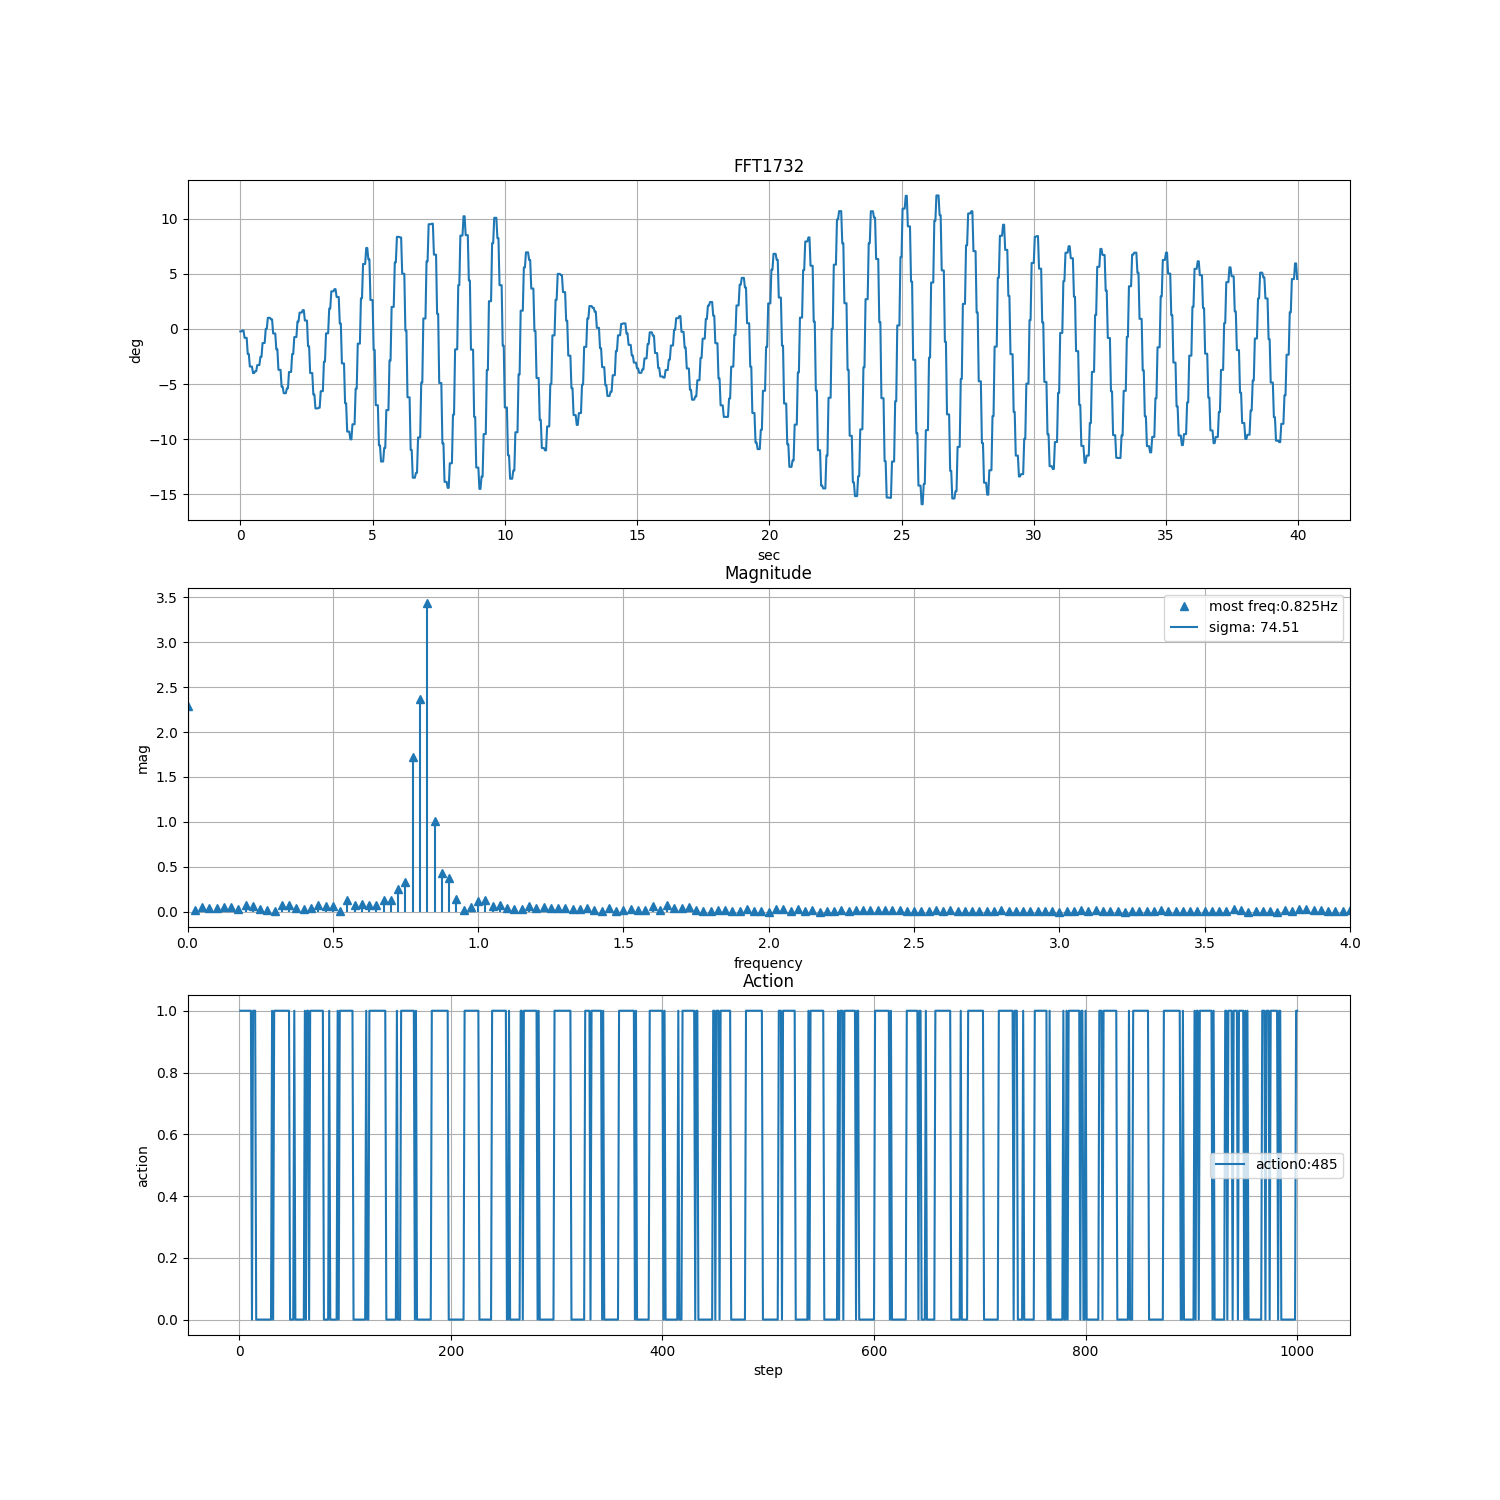 FFT1732
10
5
0
−5
−10
−15
deg
0 5 10 15 20 25 30 35 40
sec
Magnitude
3.5
3.0
2.5
2.0
1.5
1.0
0.5
0.0
mag
most freq:0.825Hz
sigma: 74.51
0.0 0.5 1.0 1.5 2.0 2.5 3.0 3.5 4.0
frequency
Action
1.0
0.8
0.6
0.4
0.2
0.0
action
action0:485
0 200 400 600 800 1000
step